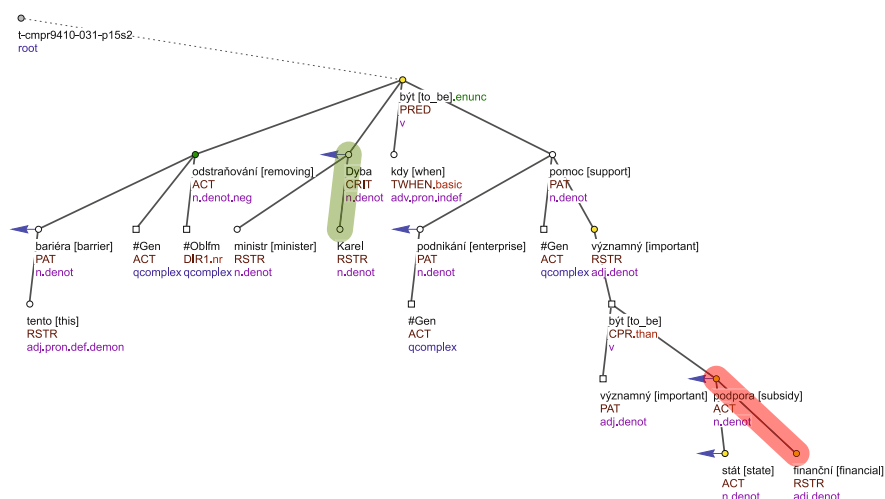 t-cmpr9410-031-p15s2
root
být [to_be].enunc
PRED
v
odstraňování [removing]
ACT
n.denot.neg
Dyba
CRIT
n.denot
kdy [when]
TWHEN.basic
adv.pron.indef
pomoc [support]
PAT
n.denot
bariéra [barrier]
PAT
n.denot
#Gen
ACT
qcomplex
#Oblfm
DIR1.nr
qcomplex
ministr [minister]
RSTR
n.denot
Karel
RSTR
n.denot
podnikání [enterprise]
PAT
n.denot
#Gen
ACT
qcomplex
významný [important]
RSTR
adj.denot
tento [this]
RSTR
adj.pron.def.demon
#Gen
ACT
qcomplex
být [to_be]
CPR.than
v
významný [important]
PAT
adj.denot
podpora [subsidy]
ACT
n.denot
stát [state]
ACT
n.denot
finanční [financial]
RSTR
adj.denot